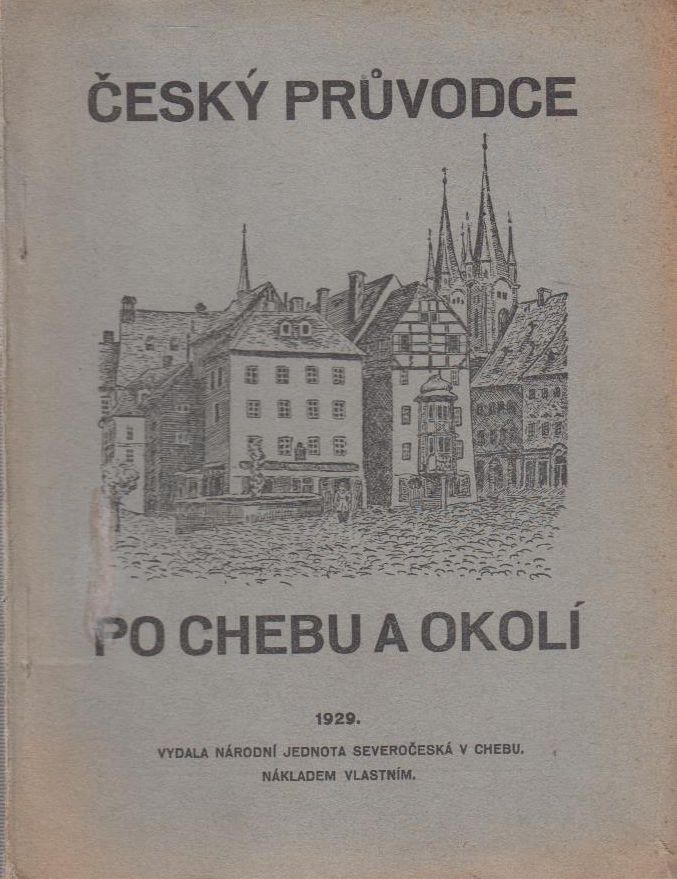 ČESKÝ PRŮVODCE
PO CHEBU A OKOLÍ
1929.
VYDALA NÁRODNÍ JEDNOTA SEVEROČESKÁ V CHEBU.
NÁKLADEM VLASTNÍM.